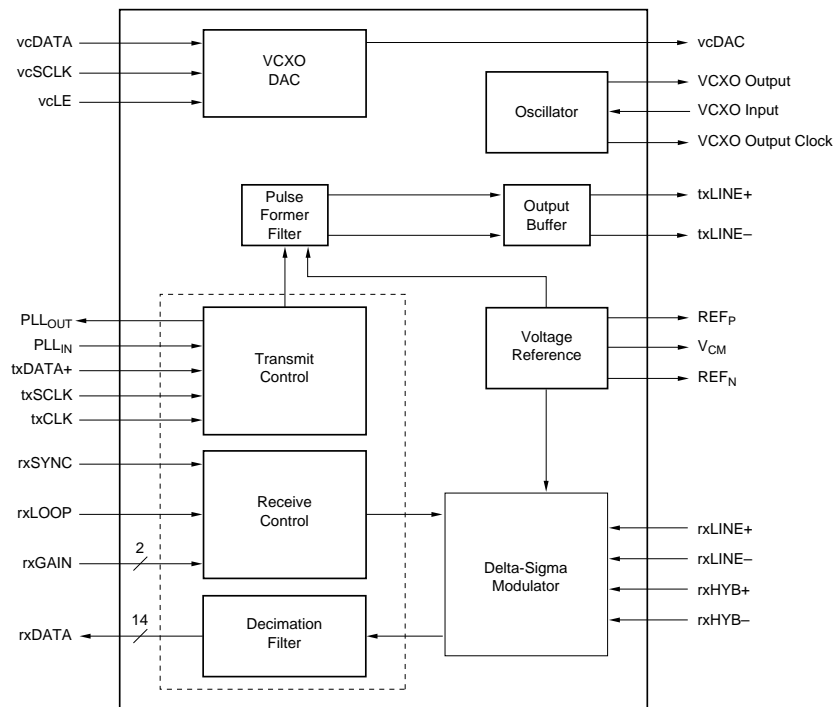 vcDATA
vcSCLK
vcLE
VCXO
DAC
vcDAC
Oscillator
VCXO Output
VCXO Input
VCXO Output Clock
Pulse
Former
Filter
Output
Buffer
txLINE+
txLINE–
PLLOUT
PLLIN
txDATA+
txSCLK
txCLK
Transmit
Control
Voltage
Reference
REFP
VCM
REFN
rxSYNC
rxLOOP
rxGAIN
2
Receive
Control
Delta-Sigma
Modulator
rxLINE+
rxLINE–
rxHYB+
rxHYB–
rxDATA
14
Decimation
Filter